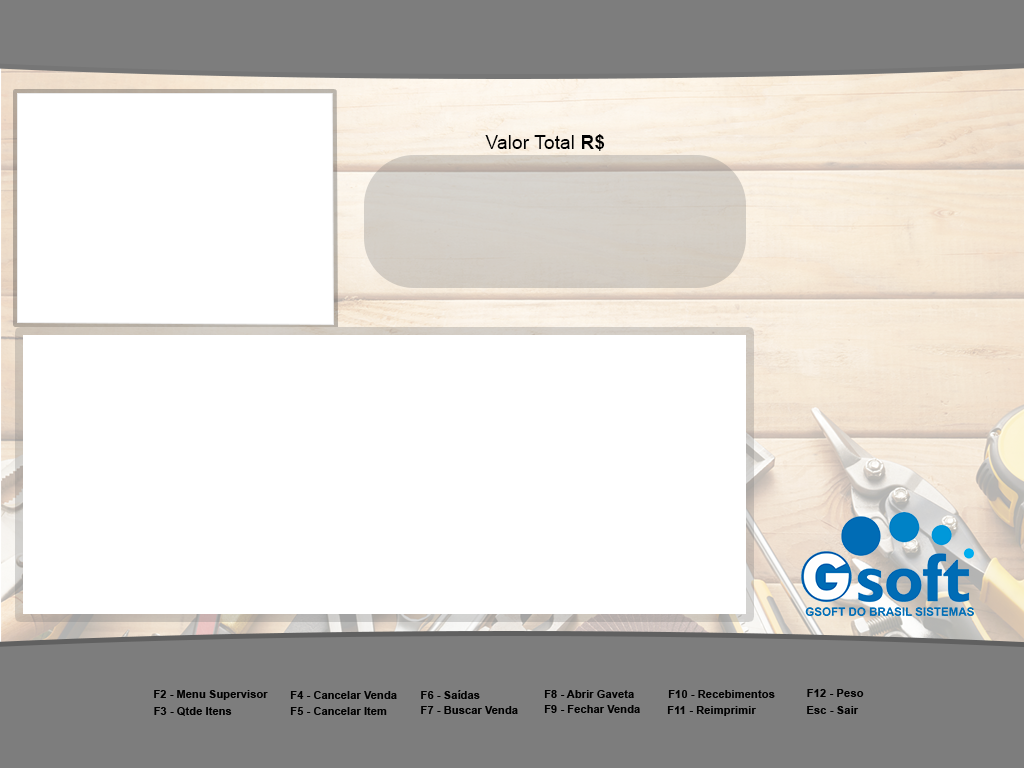 Valor Total R$
Gsoft
GSOFT DO BRASIL SISTEMAS
F2 - Menu Supervisor
F3 - Qtde Itens
F4 - Cancelar Venda
F5 - Cancelar Item
F6 - Saídas
F7 - Buscar Venda
F8 - Abrir Gaveta
F9 - Fechar Venda
F10 - Recebimentos
F11 - Reimprimir
F12 - Peso
Esc - Sair